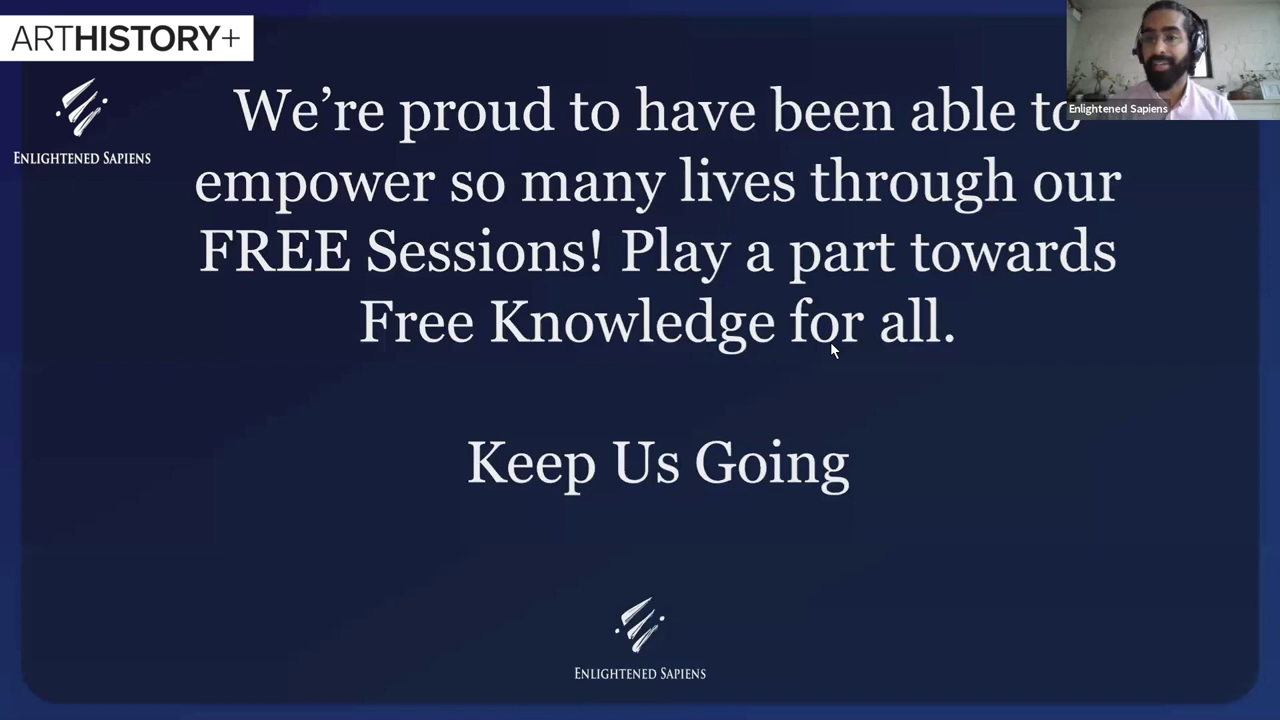 ARTHISTORY+
ENLIGHTENED SAPIENS
We’re proud to have been able to
empower so many lives through our
FREE Sessions! Play a part towards
Free Knowledge for all.
Keep Us Going
Enlightened Sapiens
ENLIGHTENED SAPIENS